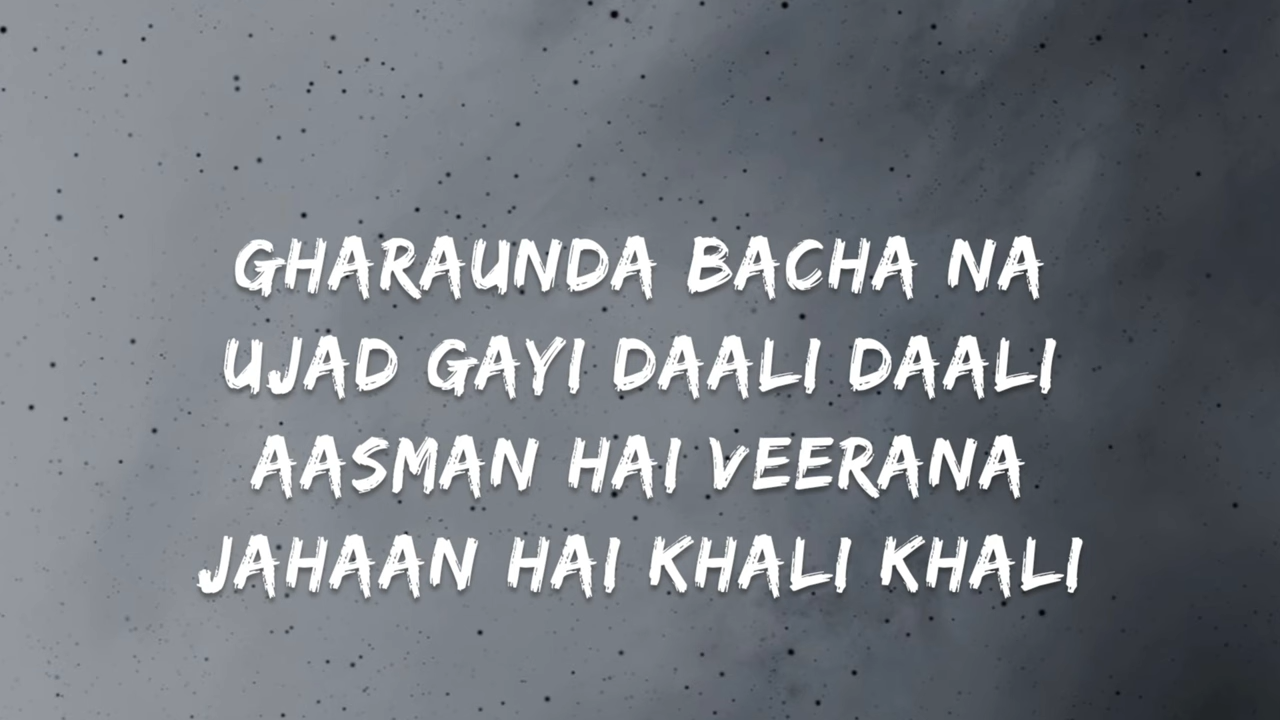 GHARAUNDA BACHA NA
UJAD GAYI DAALI DAALI
AASMAN HAI VEERANA
JAHAAN HAI KHALI KHALI